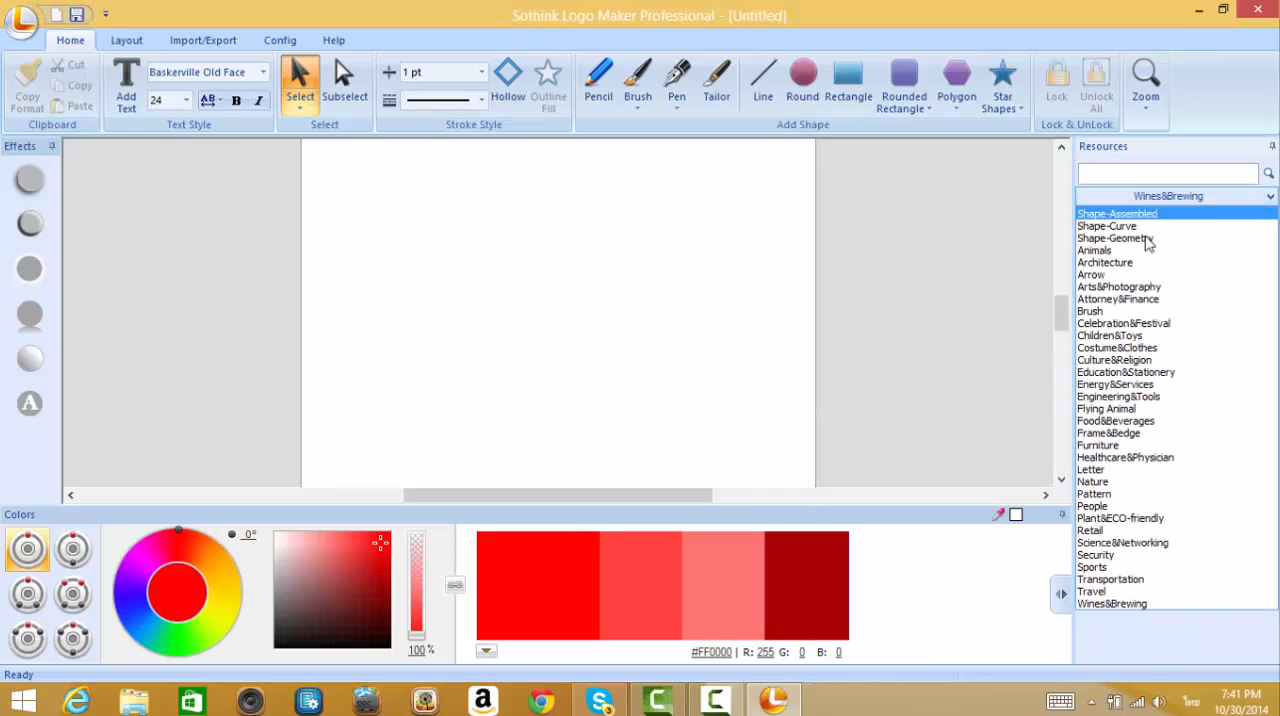 Sothink Logo Maker Professional - [Untitled]
Home Layout Import/Export Config Help
Copy Format
Cut
Copy
Paste
Clipboard
Add Text
Baskerville Old Face
24 AB B I
Text Style
Select
Subselect
Select
1 pt
Hollow
Outline Fill
Stroke Style
Pencil
Brush
Pen
Tailor
Line
Round
Rectangle
Rounded Rectangle
Polygon
Star Shapes
Add Shape
Lock
Unlock All
Lock & UnLock
Zoom
Effects
A
Resources
Wines&Brewing
Shape-Assembled
Shape-Curve
Shape-Geometry
Animals
Architecture
Arrow
Arts&Photography
Attorney&Finance
Brush
Celebration&Festival
Children&Toys
Costume&Clothes
Culture&Religion
Education&Stationery
Energy&Services
Engineering&Tools
Flying Animal
Food&Beverages
Frame&Bedge
Furniture
Healthcare&Physician
Letter
Nature
Pattern
People
Plant&ECO-friendly
Retail
Science&Networking
Security
Sports
Transportation
Travel
Wines&Brewing
Colors
0°
100 %
#FF0000 | R: 255 G: 0 B: 0
Ready
DOC
a
S
C
C
ไทย
7:41 PM
10/30/2014